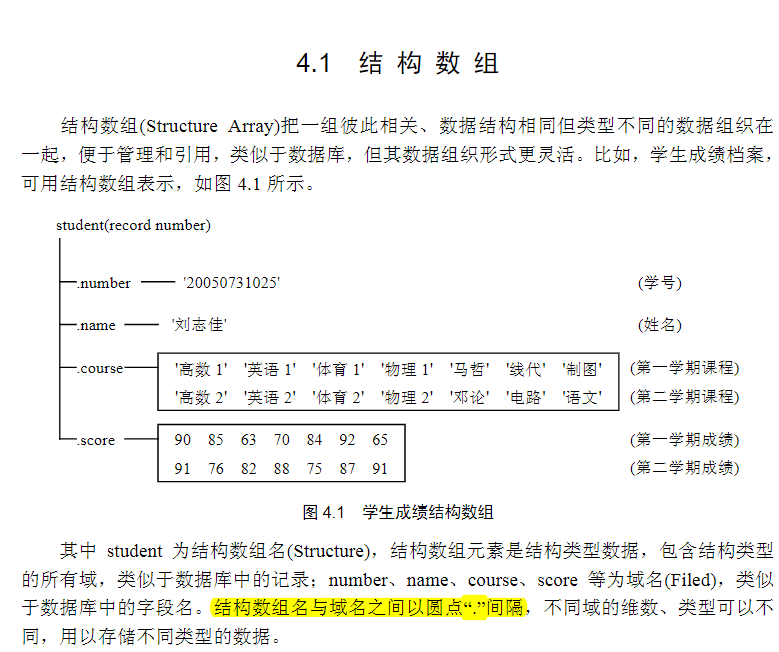 4.1 结 构 数 组
结构数组(Structure Array)把一组彼此相关、数据结构相同但类型不同的数据组织在
一起，便于管理和引用，类似于数据库，但其数据组织形式更灵活。比如，学生成绩档案，
可用结构数组表示，如图 4.1 所示。
student(record number)
.number '20050731025' (学号)
.name '刘志佳' (姓名)
.course '高数 1' '英语 1' '体育 1' '物理 1' '马哲' '线代' '制图' (第一学期课程)
'高数 2' '英语 2' '体育 2' '物理 2' '邓论' '电路' '语文' (第二学期课程)
.score 90 85 63 70 84 92 65 (第一学期成绩)
91 76 82 88 75 87 91 (第二学期成绩)
图 4.1 学生成绩结构数组
其中 student 为结构数组名(Structure)，结构数组元素是结构类型数据，包含结构类型
的所有域，类似于数据库中的记录；number、name、course、score 等为域名(Filed)，类似
于数据库中的字段名。结构数组名与域名之间以圆点“.”间隔，不同域的维数、类型可以不
同，用以存储不同类型的数据。